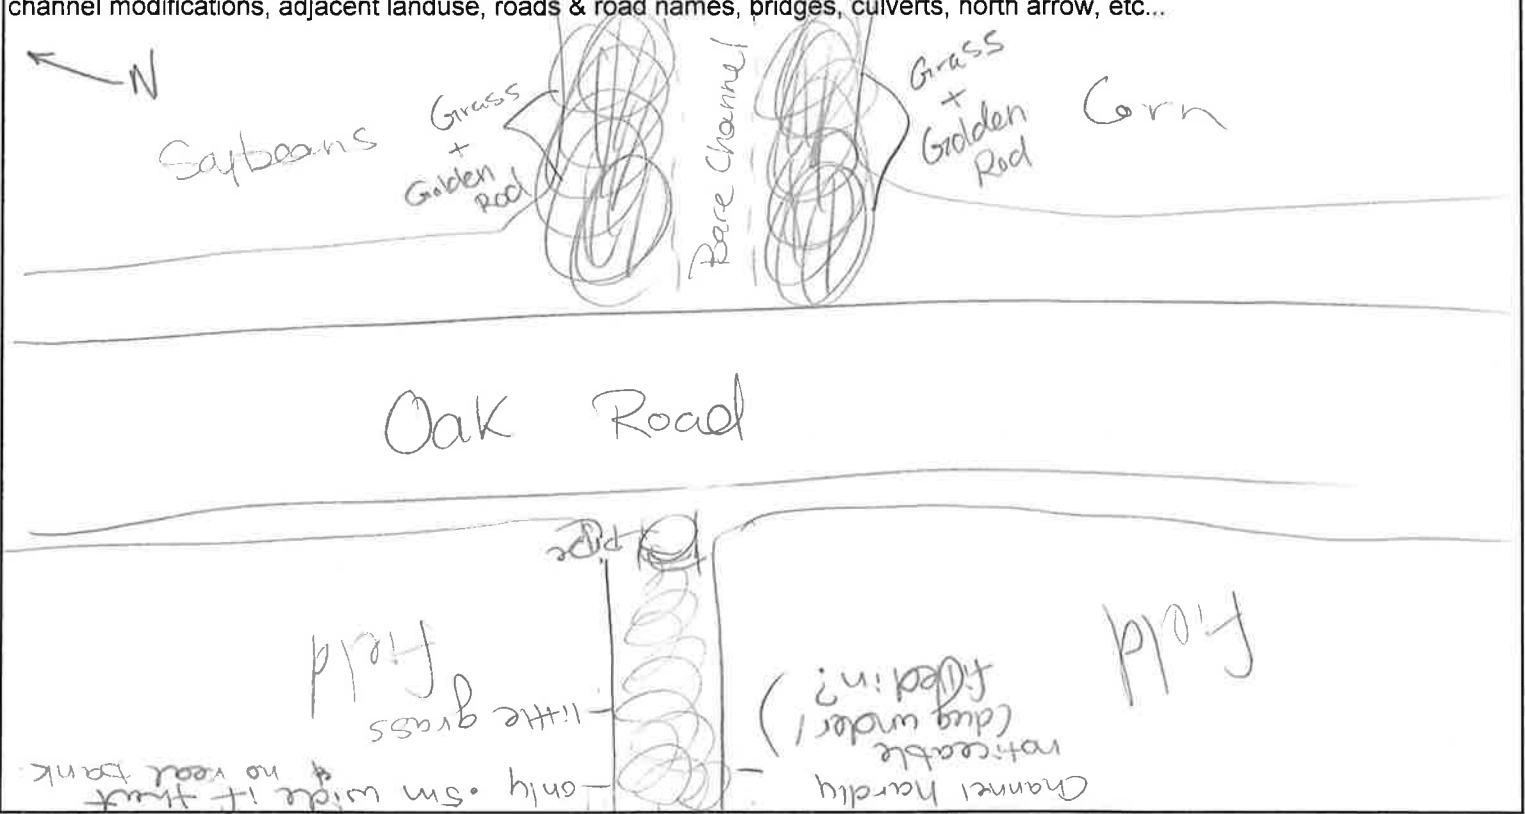 channel modifications, adjacent landuse, roads & road names, bridges, culverts, north arrow, etc...
N
Soybeans
Grass
+
Golden
Rod
Bare Channel
Grass
+
Golden
Rod
Corn
Oak Road
Pipe
Field
little grass
only .5m wide if that
& no real bank
Field
Channel hardly
noticeable
(dug under/
filled in?)